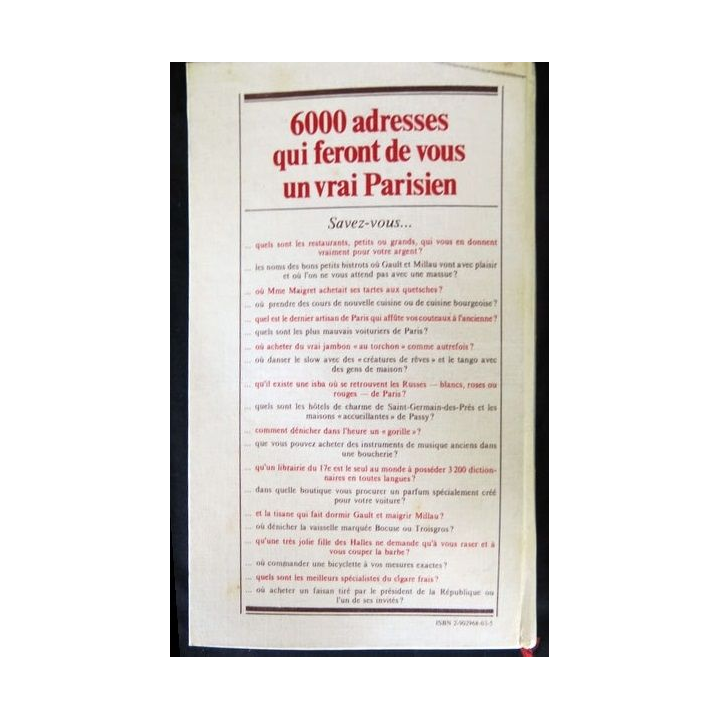 6000 adresses
qui feront de vous
un vrai Parisien
Savez-vous...
... quels sont les restaurants, petits ou grands, qui vous en donnent
vraiment pour votre argent?
... les noms des bons petits bistrots où Gault et Millau vont avec plaisir
et où l'on ne vous attend pas avec une massue?
... où Mme Maigret achetait ses tartes aux quetsches?
... où prendre des cours de nouvelle cuisine ou de cuisine bourgeoise?
... quel est le dernier artisan de Paris qui affûte vos couteaux à l'ancienne?
... quels sont les plus mauvais voituriers de Paris?
... où acheter du vrai jambon «au torchon» comme autrefois?
... où danser le slow avec des «créatures de rêves» et le tango avec
des gens de maison?
... qu'il existe une isba où se retrouvent les Russes — blancs, roses ou
rouges — de Paris?
... quels sont les hôtels de charme de Saint-Germain-des-Prés et les
maisons «accueillantes» de Passy?
... comment dénicher dans l'heure un «gorille»?
... que vous pouvez acheter des instruments de musique anciens dans
une boucherie?
... qu'un librairie du 17e est le seul au monde à posséder 3 200 diction-
naires en toutes langues?
... dans quelle boutique vous procurer un parfum spécialement créé
pour votre voiture?
... et la tisane qui fait dormir Gault et maigrir Millau?
... où dénicher la vaisselle marquée Bocuse ou Troisgros?
... qu'une très jolie fille des Halles ne demande qu'à vous raser et à
vous couper la barbe?
... où commander une bicyclette à vos mesures exactes?
... quels sont les meilleurs spécialistes du cigare frais?
... où acheter un faisan tiré par le président de la République ou
l'un de ses invités?
ISBN